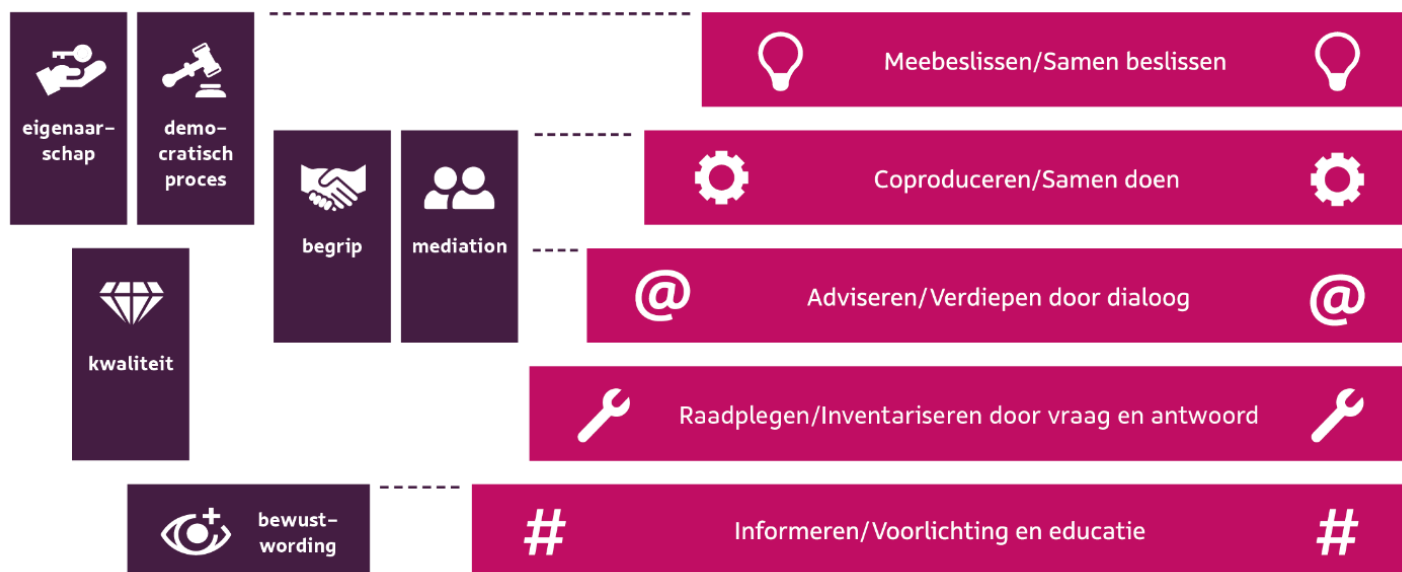 eigenaar-
schap
demo-
cratisch
proces
begrip
mediation
kwaliteit
bewust-
wording
Meebeslissen/Samen beslissen
Coproduceren/Samen doen
@ Adviseren/Verdiepen door dialoog @
Raadplegen/Inventariseren door vraag en antwoord
# Informeren/Voorlichting en educatie #